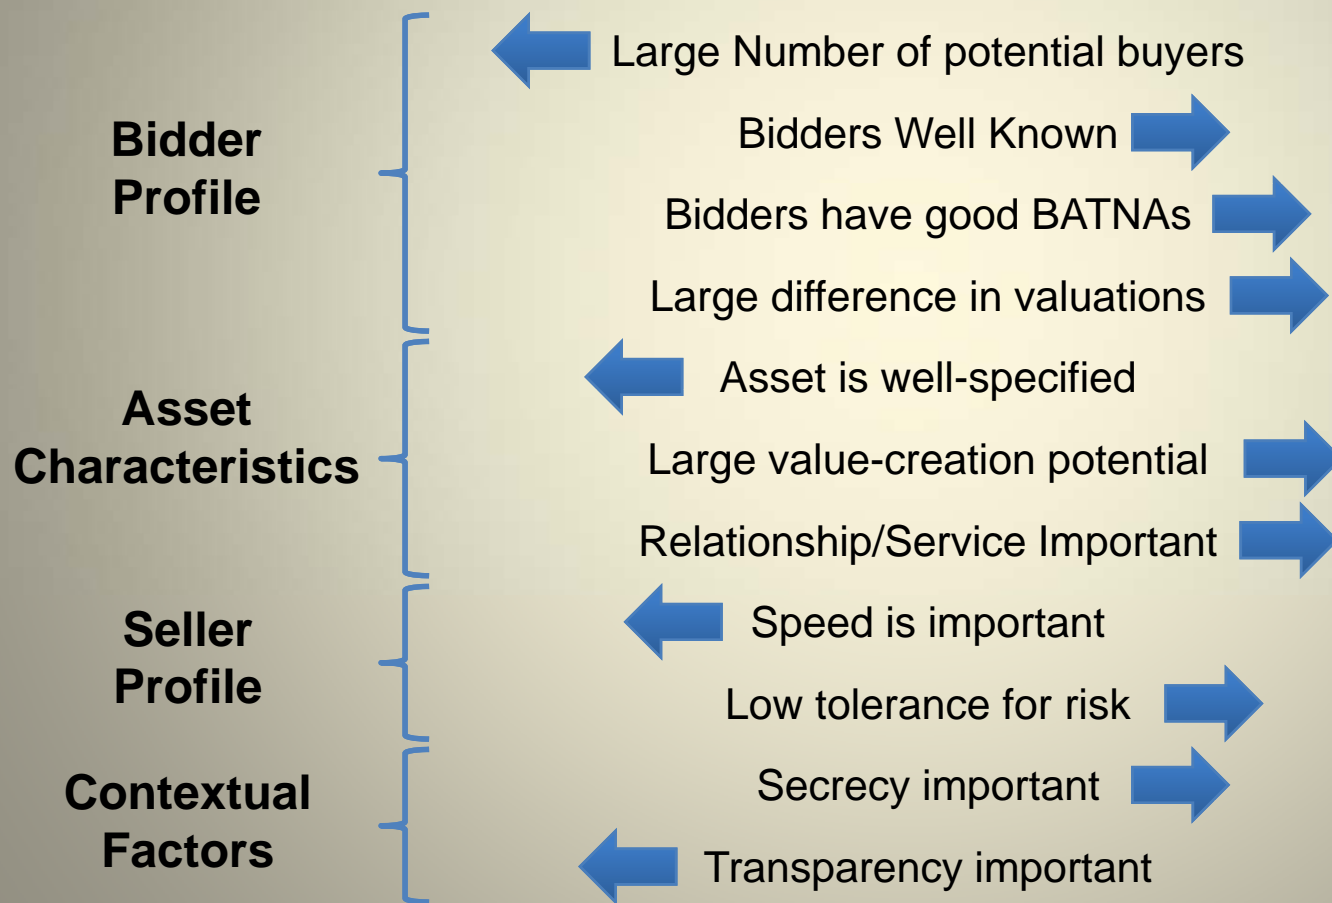 Large Number of potential buyers
Bidder
Profile
Bidders Well Known
Bidders have good BATNAs
Large difference in valuations
Asset
Characteristics
Asset is well-specified
Large value-creation potential
Relationship/Service Important
Seller
Profile
Speed is important
Low tolerance for risk
Contextual
Factors
Secrecy important
Transparency important